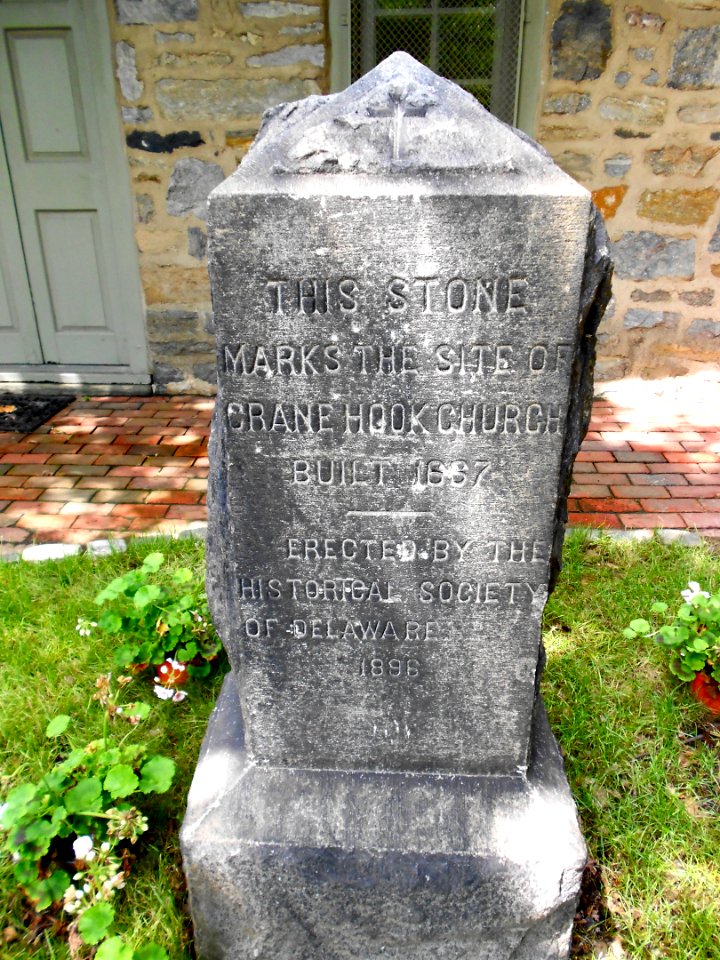 THIS STONE
MARKS THE SITE OF
CRANE HOOK CHURCH
BUILT 1667
ERECTED BY THE
HISTORICAL SOCIETY
OF DELAWARE
1896